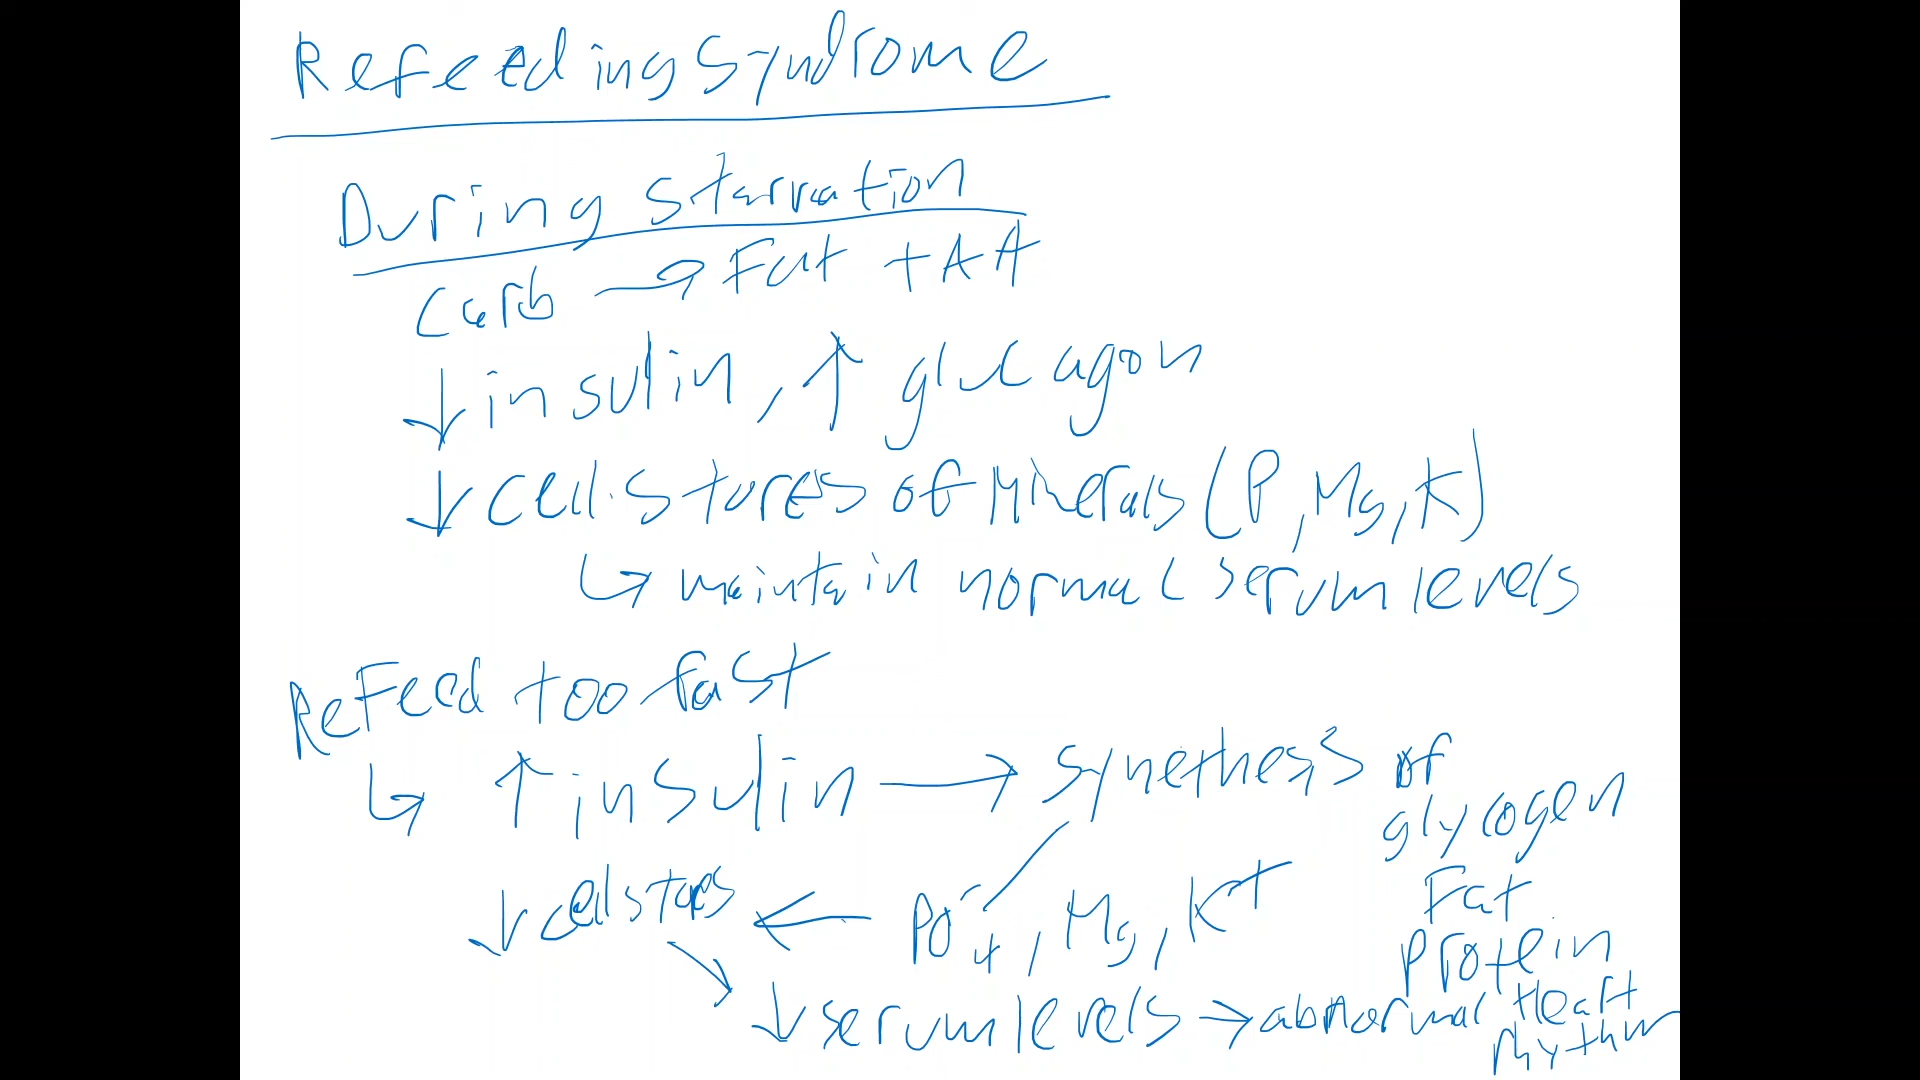 Refeeding Syndrome
During starvation
Carb → Fat + AA
↓ insulin, ↑ glucagon
↓ cell stores of Minerals (P, Mg, K)
↳ maintain normal serum levels
Refeed too fast
↳ ↑ insulin → synethesis of
glycogen
Fat
protein
↓ cell stores ← PO4-, Mg, K+
↓ serum levels → abnormal Heart
rhythm